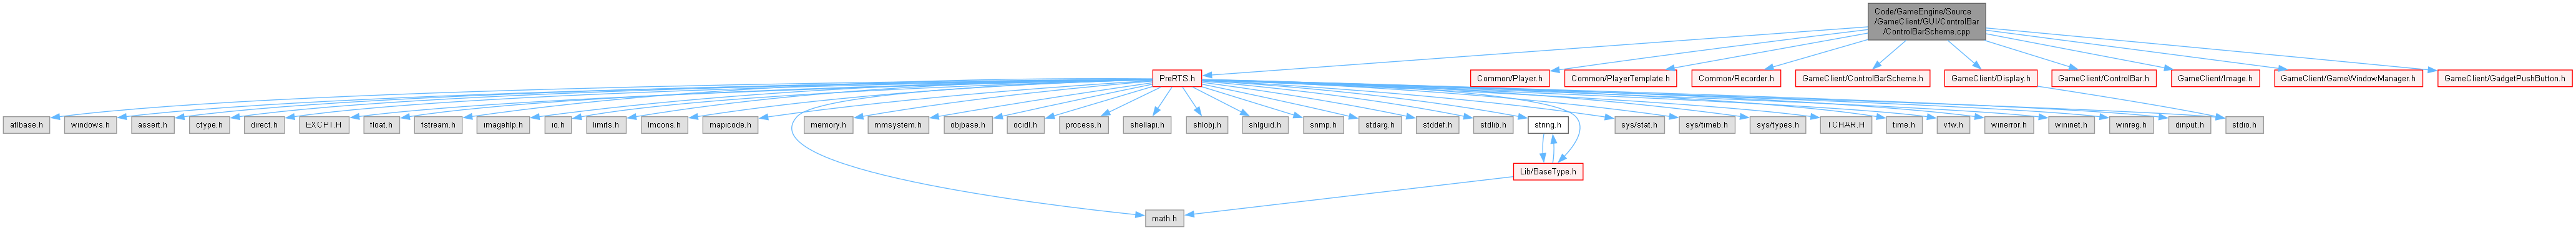 Code/GameEngine/Source
/GameClient/GUI/ControlBar
/ControlBarScheme.cpp
PreRTS.h
Common/Player.h
Common/PlayerTemplate.h
Common/Recorder.h
GameClient/ControlBarScheme.h
GameClient/Display.h
GameClient/ControlBar.h
GameClient/Image.h
GameClient/GameWindowManager.h
GameClient/GadgetPushButton.h
atlbase.h
windows.h
assert.h
ctype.h
direct.h
EXCPT.H
float.h
fstream.h
imagehlp.h
io.h
limits.h
lmcons.h
mapicode.h
memory.h
mmsystem.h
objbase.h
ocidl.h
process.h
shellapi.h
shlobj.h
shlguid.h
snmp.h
stdarg.h
stddef.h
stdlib.h
string.h
sys/stat.h
sys/timeb.h
sys/types.h
TCHAR.H
time.h
vfw.h
winerror.h
wininet.h
winreg.h
dinput.h
stdio.h
Lib/BaseType.h
math.h